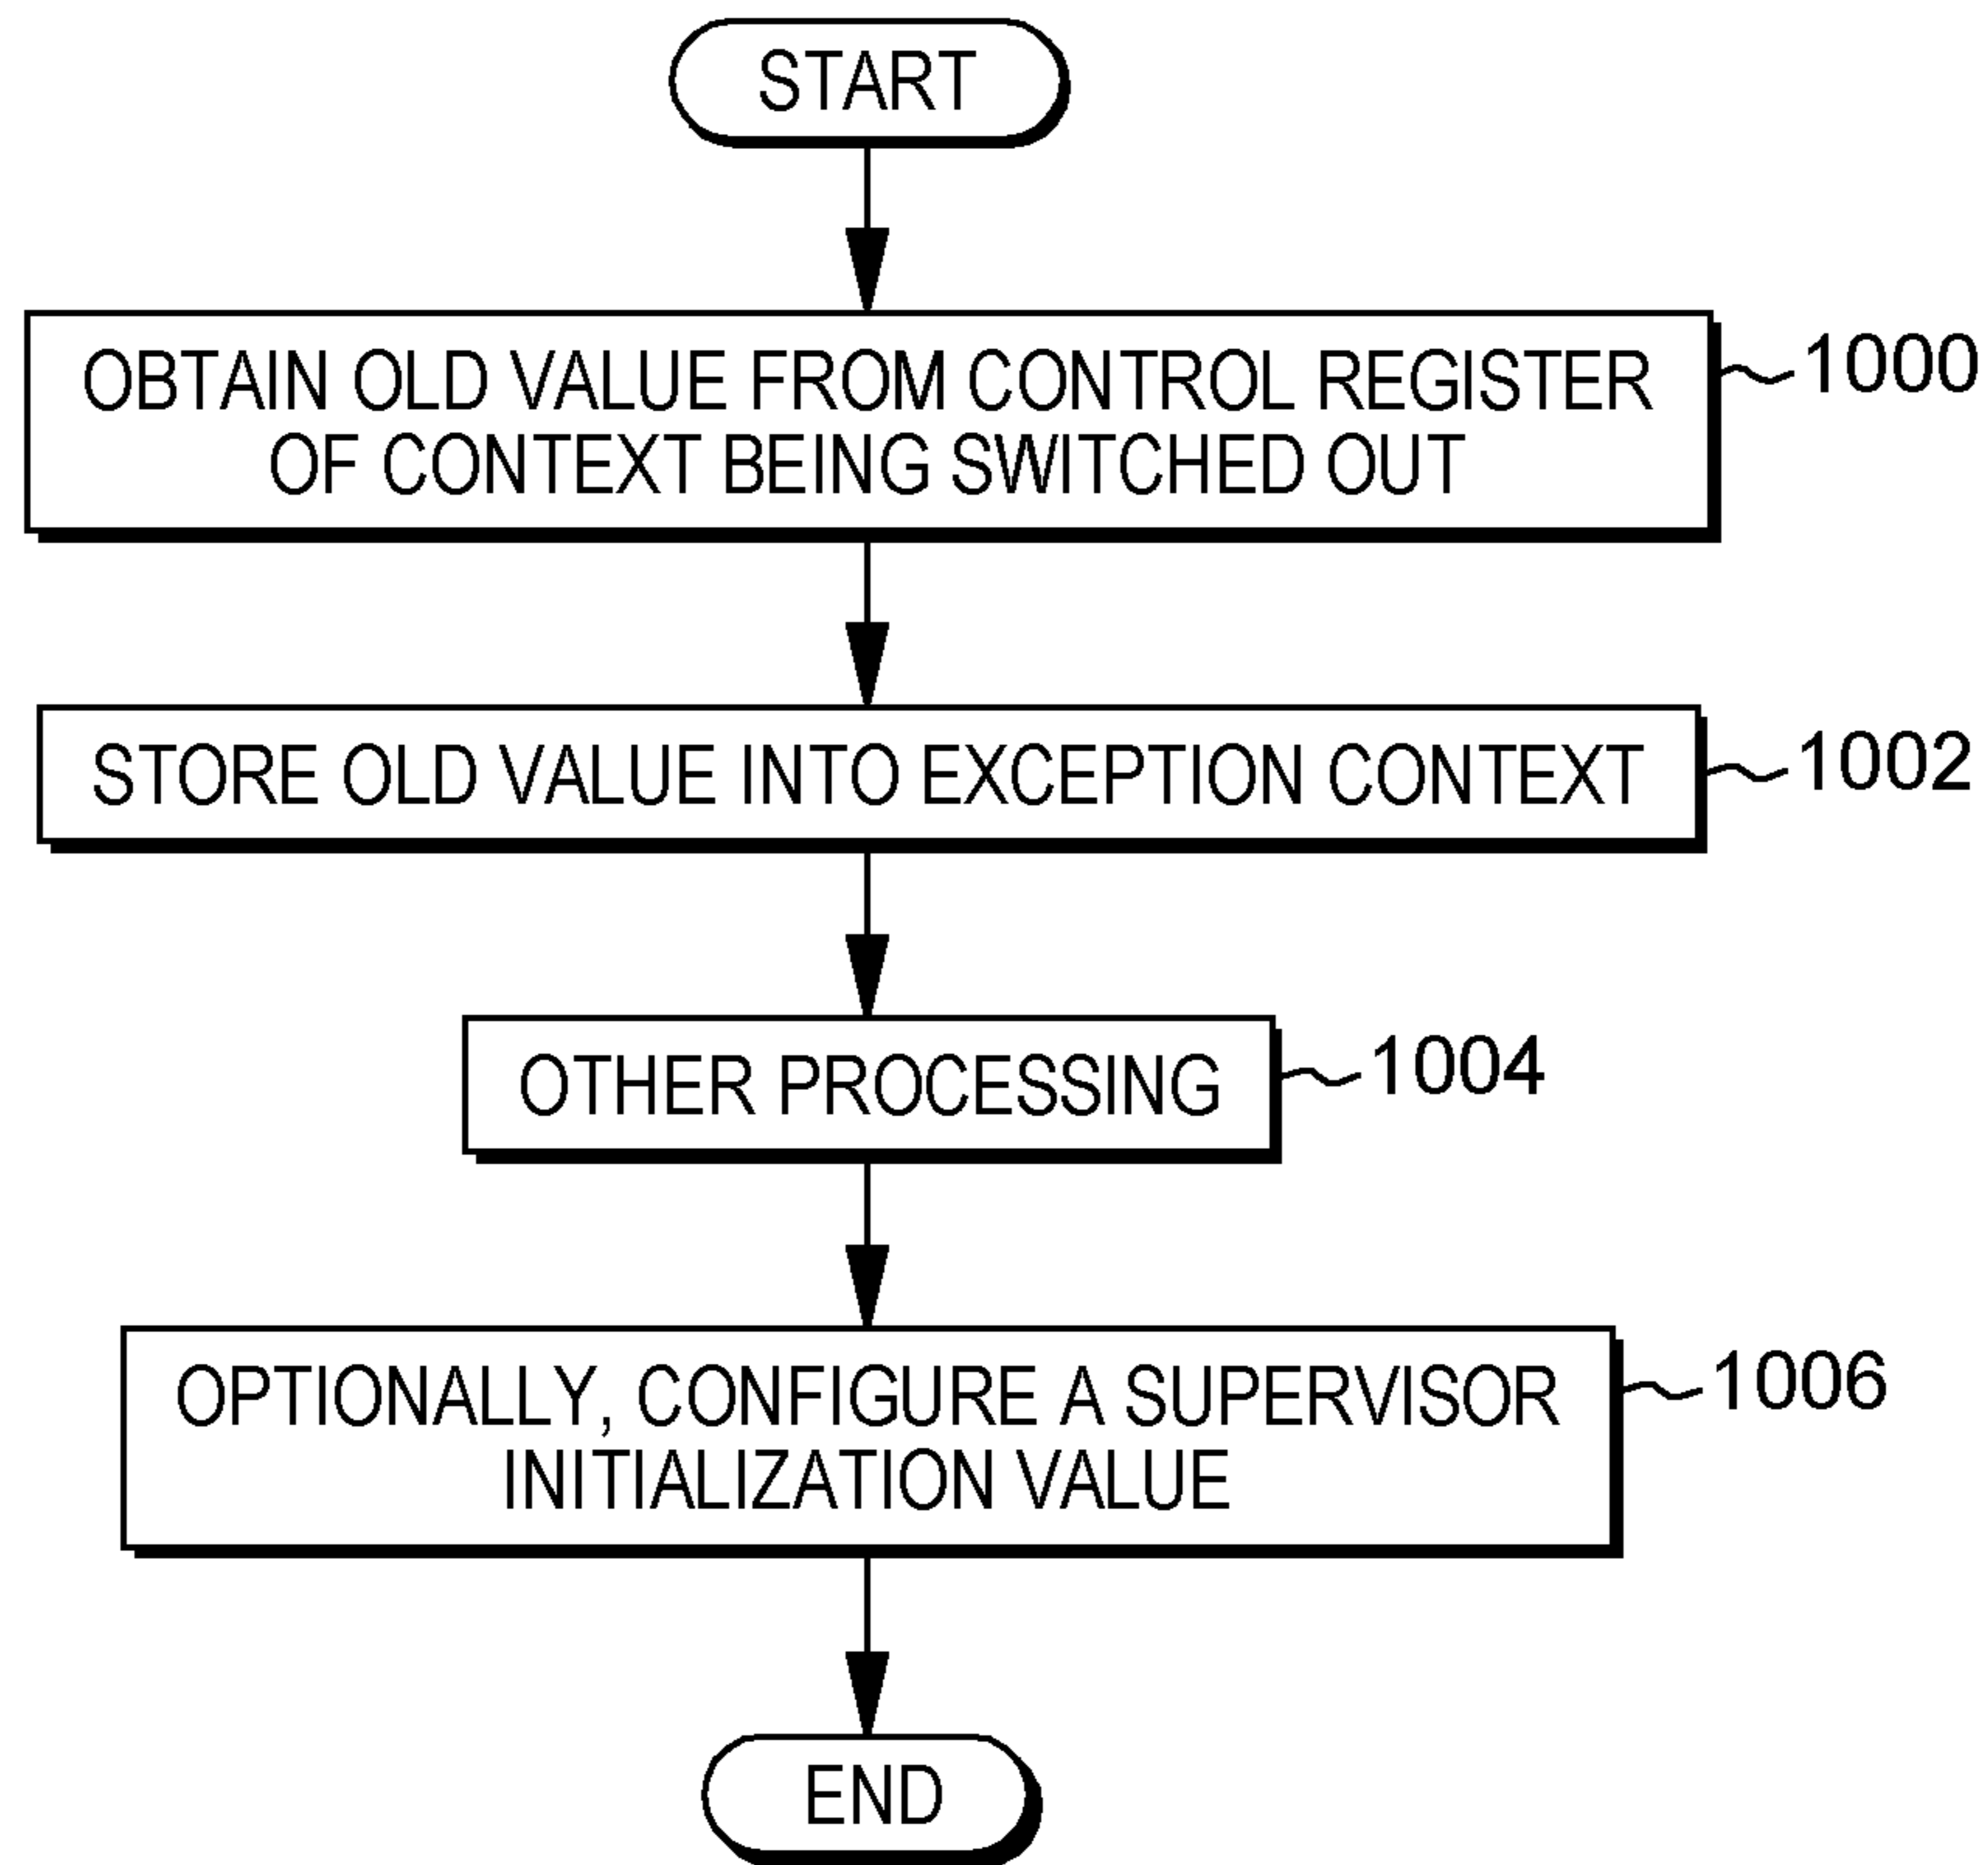 START
OBTAIN OLD VALUE FROM CONTROL REGISTER
OF CONTEXT BEING SWITCHED OUT
1000
STORE OLD VALUE INTO EXCEPTION CONTEXT
1002
OTHER PROCESSING
1004
OPTIONALLY, CONFIGURE A SUPERVISOR
INITIALIZATION VALUE
1006
END